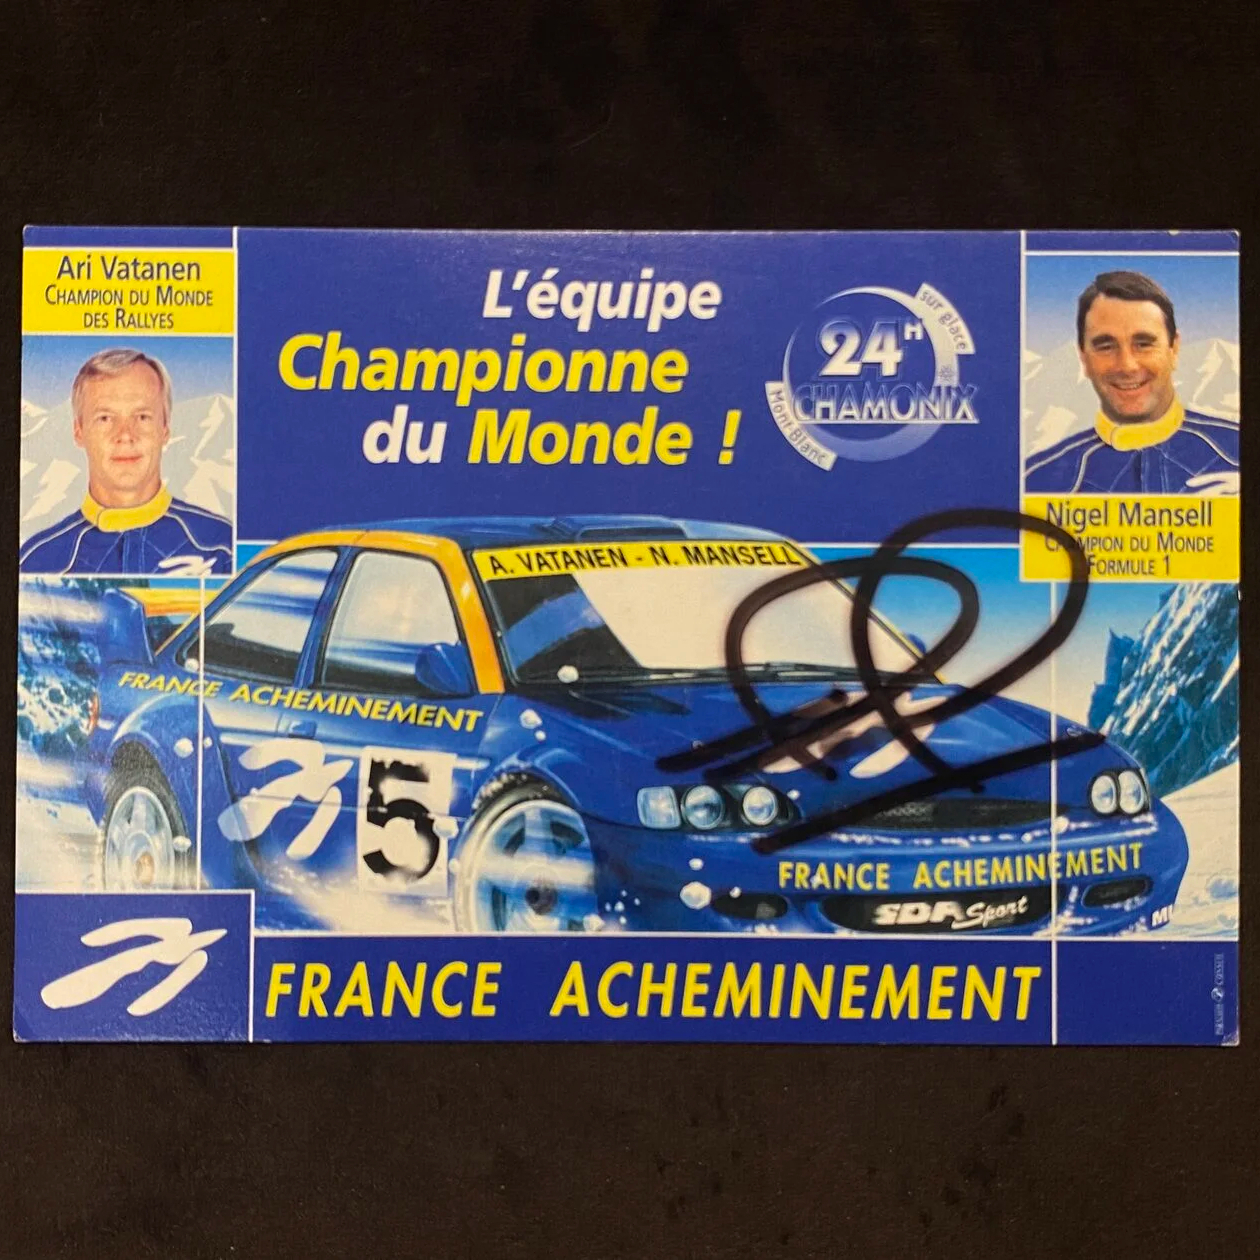 Ari Vatanen
CHAMPION DU MONDE
DES RALLYES
L'équipe
Championne
du Monde !
24H
CHAMONIX
sur glace
Mont-Blanc
Nigel Mansell
CHAMPION DU MONDE
FORMULE 1
A. VATANEN - N. MANSELL
FRANCE ACHEMINEMENT
5
FRANCE ACHEMINEMENT
SDA Sport
FRANCE ACHEMINEMENT